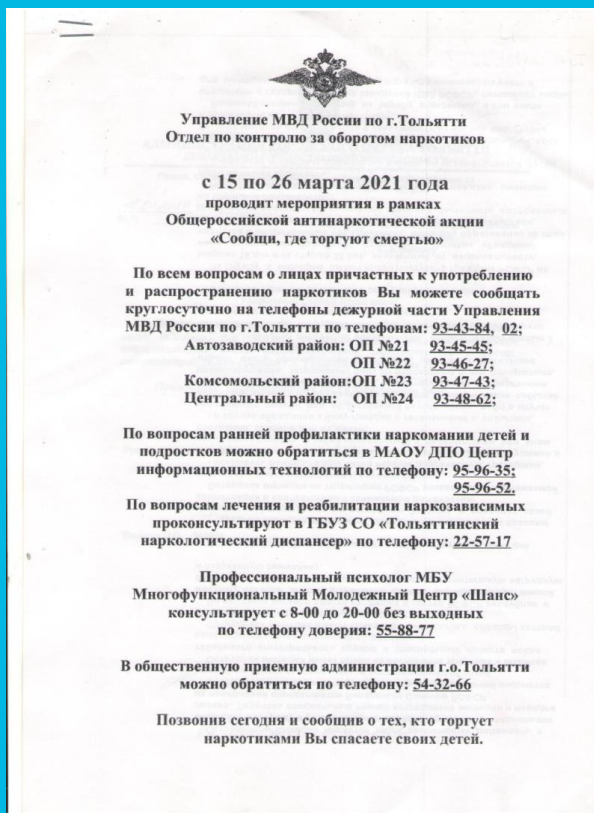 Управление МВД России по г.Тольятти
Отдел по контролю за оборотом наркотиков
с 15 по 26 марта 2021 года
проводит мероприятия в рамках
Общероссийской антинаркотической акции
«Сообщи, где торгуют смертью»
По всем вопросам о лицах причастных к употреблению
и распространению наркотиков Вы можете сообщать
круглосуточно на телефоны дежурной части Управления
МВД России по г.Тольятти по телефонам: 93-43-84, 02;
Автозаводский район: ОП №21 93-45-45;
ОП №22 93-46-27;
Комсомольский район:ОП №23 93-47-43;
Центральный район: ОП №24 93-48-62;
По вопросам ранней профилактики наркомании детей и
подростков можно обратиться в МАОУ ДПО Центр
информационных технологий по телефону: 95-96-35;
95-96-52.
По вопросам лечения и реабилитации наркозависимых
проконсультируют в ГБУЗ СО «Тольяттинский
наркологический диспансер» по телефону: 22-57-17
Профессиональный психолог МБУ
Многофункциональный Молодежный Центр «Шанс»
консультирует с 8-00 до 20-00 без выходных
по телефону доверия: 55-88-77
В общественную приемную администрации г.о.Тольятти
можно обратиться по телефону: 54-32-66
Позвонив сегодня и сообщив о тех, кто торгует
наркотиками Вы спасаете своих детей.